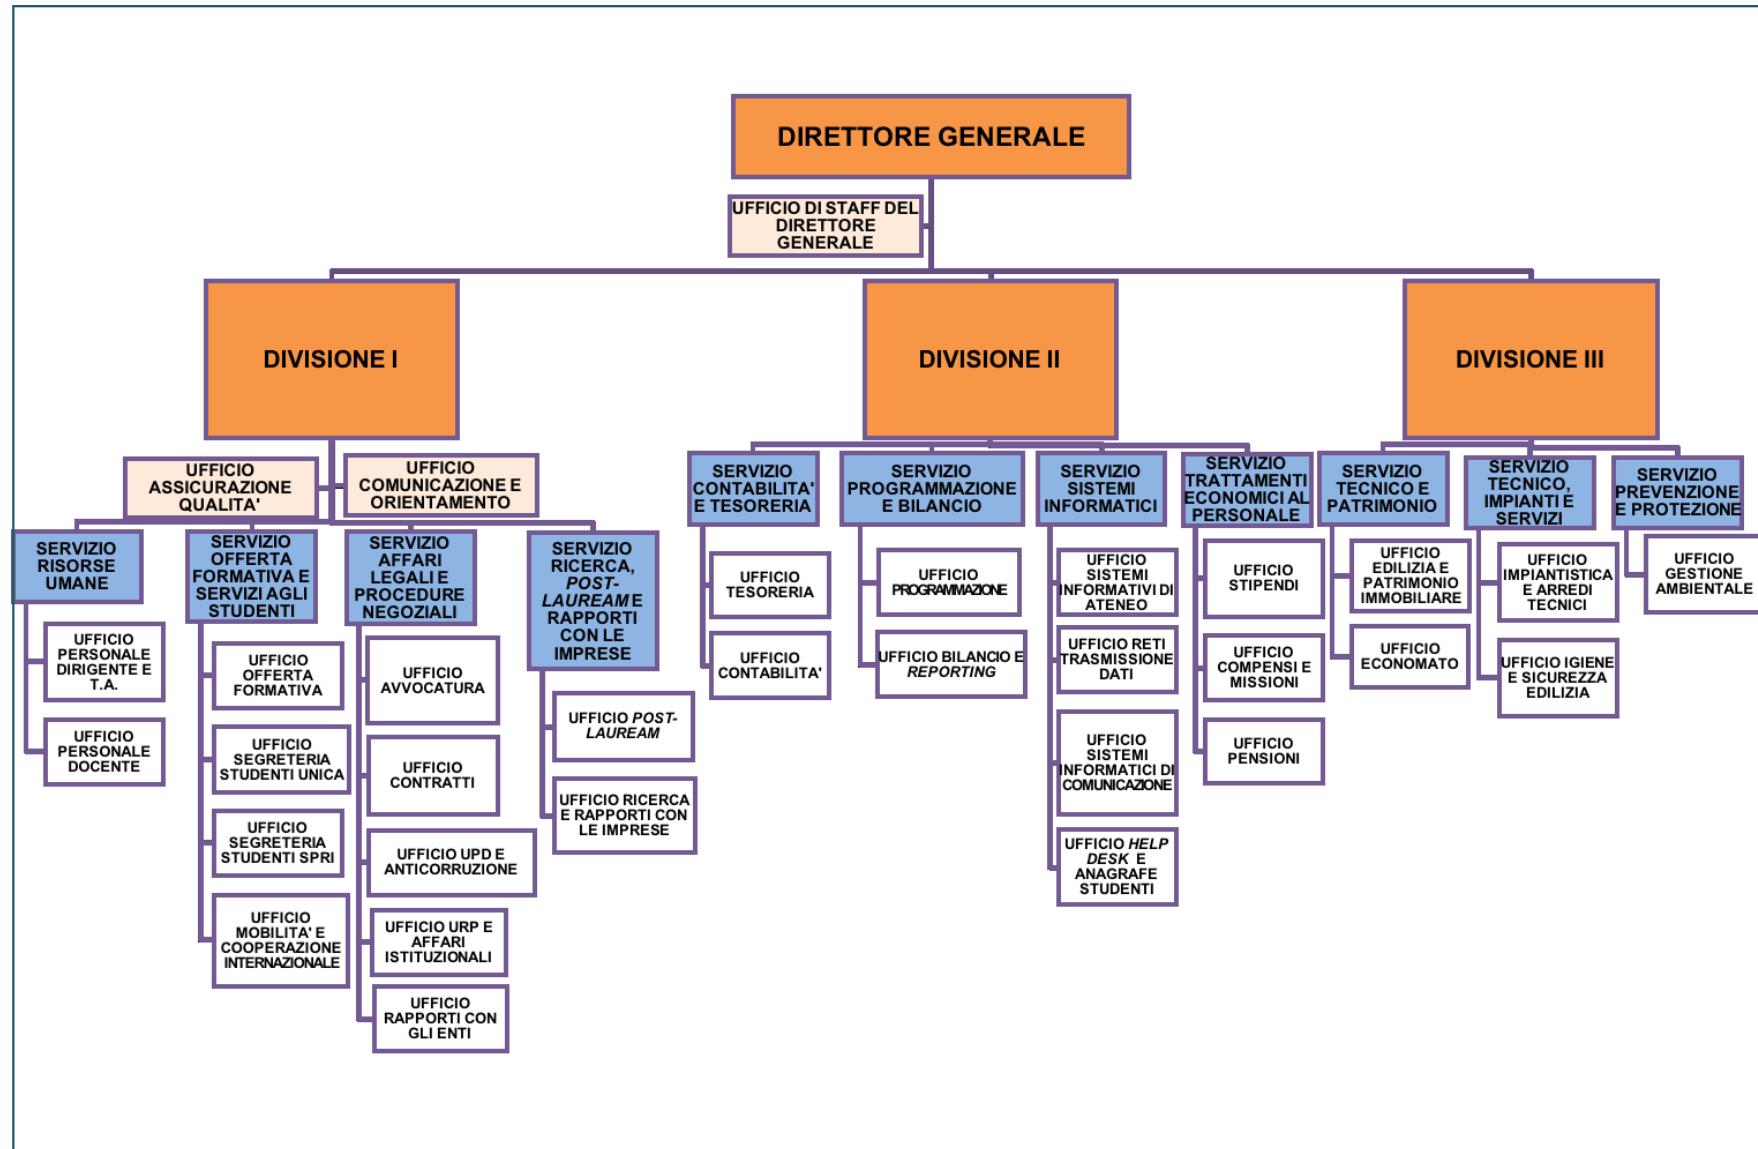 DIRETTORE GENERALE
UFFICIO DI STAFF DEL
DIRETTORE
GENERALE
DIVISIONE I
DIVISIONE II
DIVISIONE III
UFFICIO
ASSICURAZIONE
QUALITA'
UFFICIO
COMUNICAZIONE E
ORIENTAMENTO
SERVIZIO
RISORSE
UMANE
UFFICIO
PERSONALE
DIRIGENTE E
T.A.
UFFICIO
PERSONALE
DOCENTE
SERVIZIO
OFFERTA
FORMATIVA E
SERVIZI AGLI
STUDENTI
UFFICIO
OFFERTA
FORMATIVA
UFFICIO
SEGRETERIA
STUDENTI UNICA
UFFICIO
SEGRETERIA
STUDENTI SPRI
UFFICIO
MOBILITA' E
COOPERAZIONE
INTERNAZIONALE
SERVIZIO
AFFARI
LEGALI E
PROCEDURE
NEGOZIALI
UFFICIO
AVVOCATURA
UFFICIO
CONTRATTI
UFFICIO UPD E
ANTICORRUZIONE
UFFICIO URP E
AFFARI
ISTITUZIONALI
UFFICIO
RAPPORTI CON
GLI ENTI
SERVIZIO
RICERCA,
POST-
LAUREAM E
RAPPORTI
CON LE
IMPRESE
UFFICIO POST-
LAUREAM
UFFICIO RICERCA
E RAPPORTI CON
LE IMPRESE
SERVIZIO
CONTABILITA'
E TESORERIA
UFFICIO
TESORERIA
UFFICIO
CONTABILITA'
SERVIZIO
PROGRAMMAZIONE
E BILANCIO
UFFICIO
PROGRAMMAZIONE
UFFICIO BILANCIO E
REPORTING
SERVIZIO
SISTEMI
INFORMATICI
UFFICIO
SISTEMI
INFORMATIVI DI
ATENEO
UFFICIO RETI
TRASMISSIONE
DATI
UFFICIO
SISTEMI
INFORMATICI DI
COMUNICAZIONE
UFFICIO HELP
DESK E
ANAGRAFE
STUDENTI
SERVIZIO
TRATTAMENTI
ECONOMICI AL
PERSONALE
UFFICIO
STIPENDI
UFFICIO
COMPENSI E
MISSIONI
UFFICIO
PENSIONI
SERVIZIO
TECNICO E
PATRIMONIO
UFFICIO
EDILIZIA E
PATRIMONIO
IMMOBILIARE
UFFICIO
ECONOMATO
SERVIZIO
TECNICO,
IMPIANTI E
SERVIZI
UFFICIO
IMPIANTISTICA
E ARREDI
TECNICI
UFFICIO IGIENE
E SICUREZZA
EDILIZIA
SERVIZIO
PREVENZIONE
E PROTEZIONE
UFFICIO
GESTIONE
AMBIENTALE